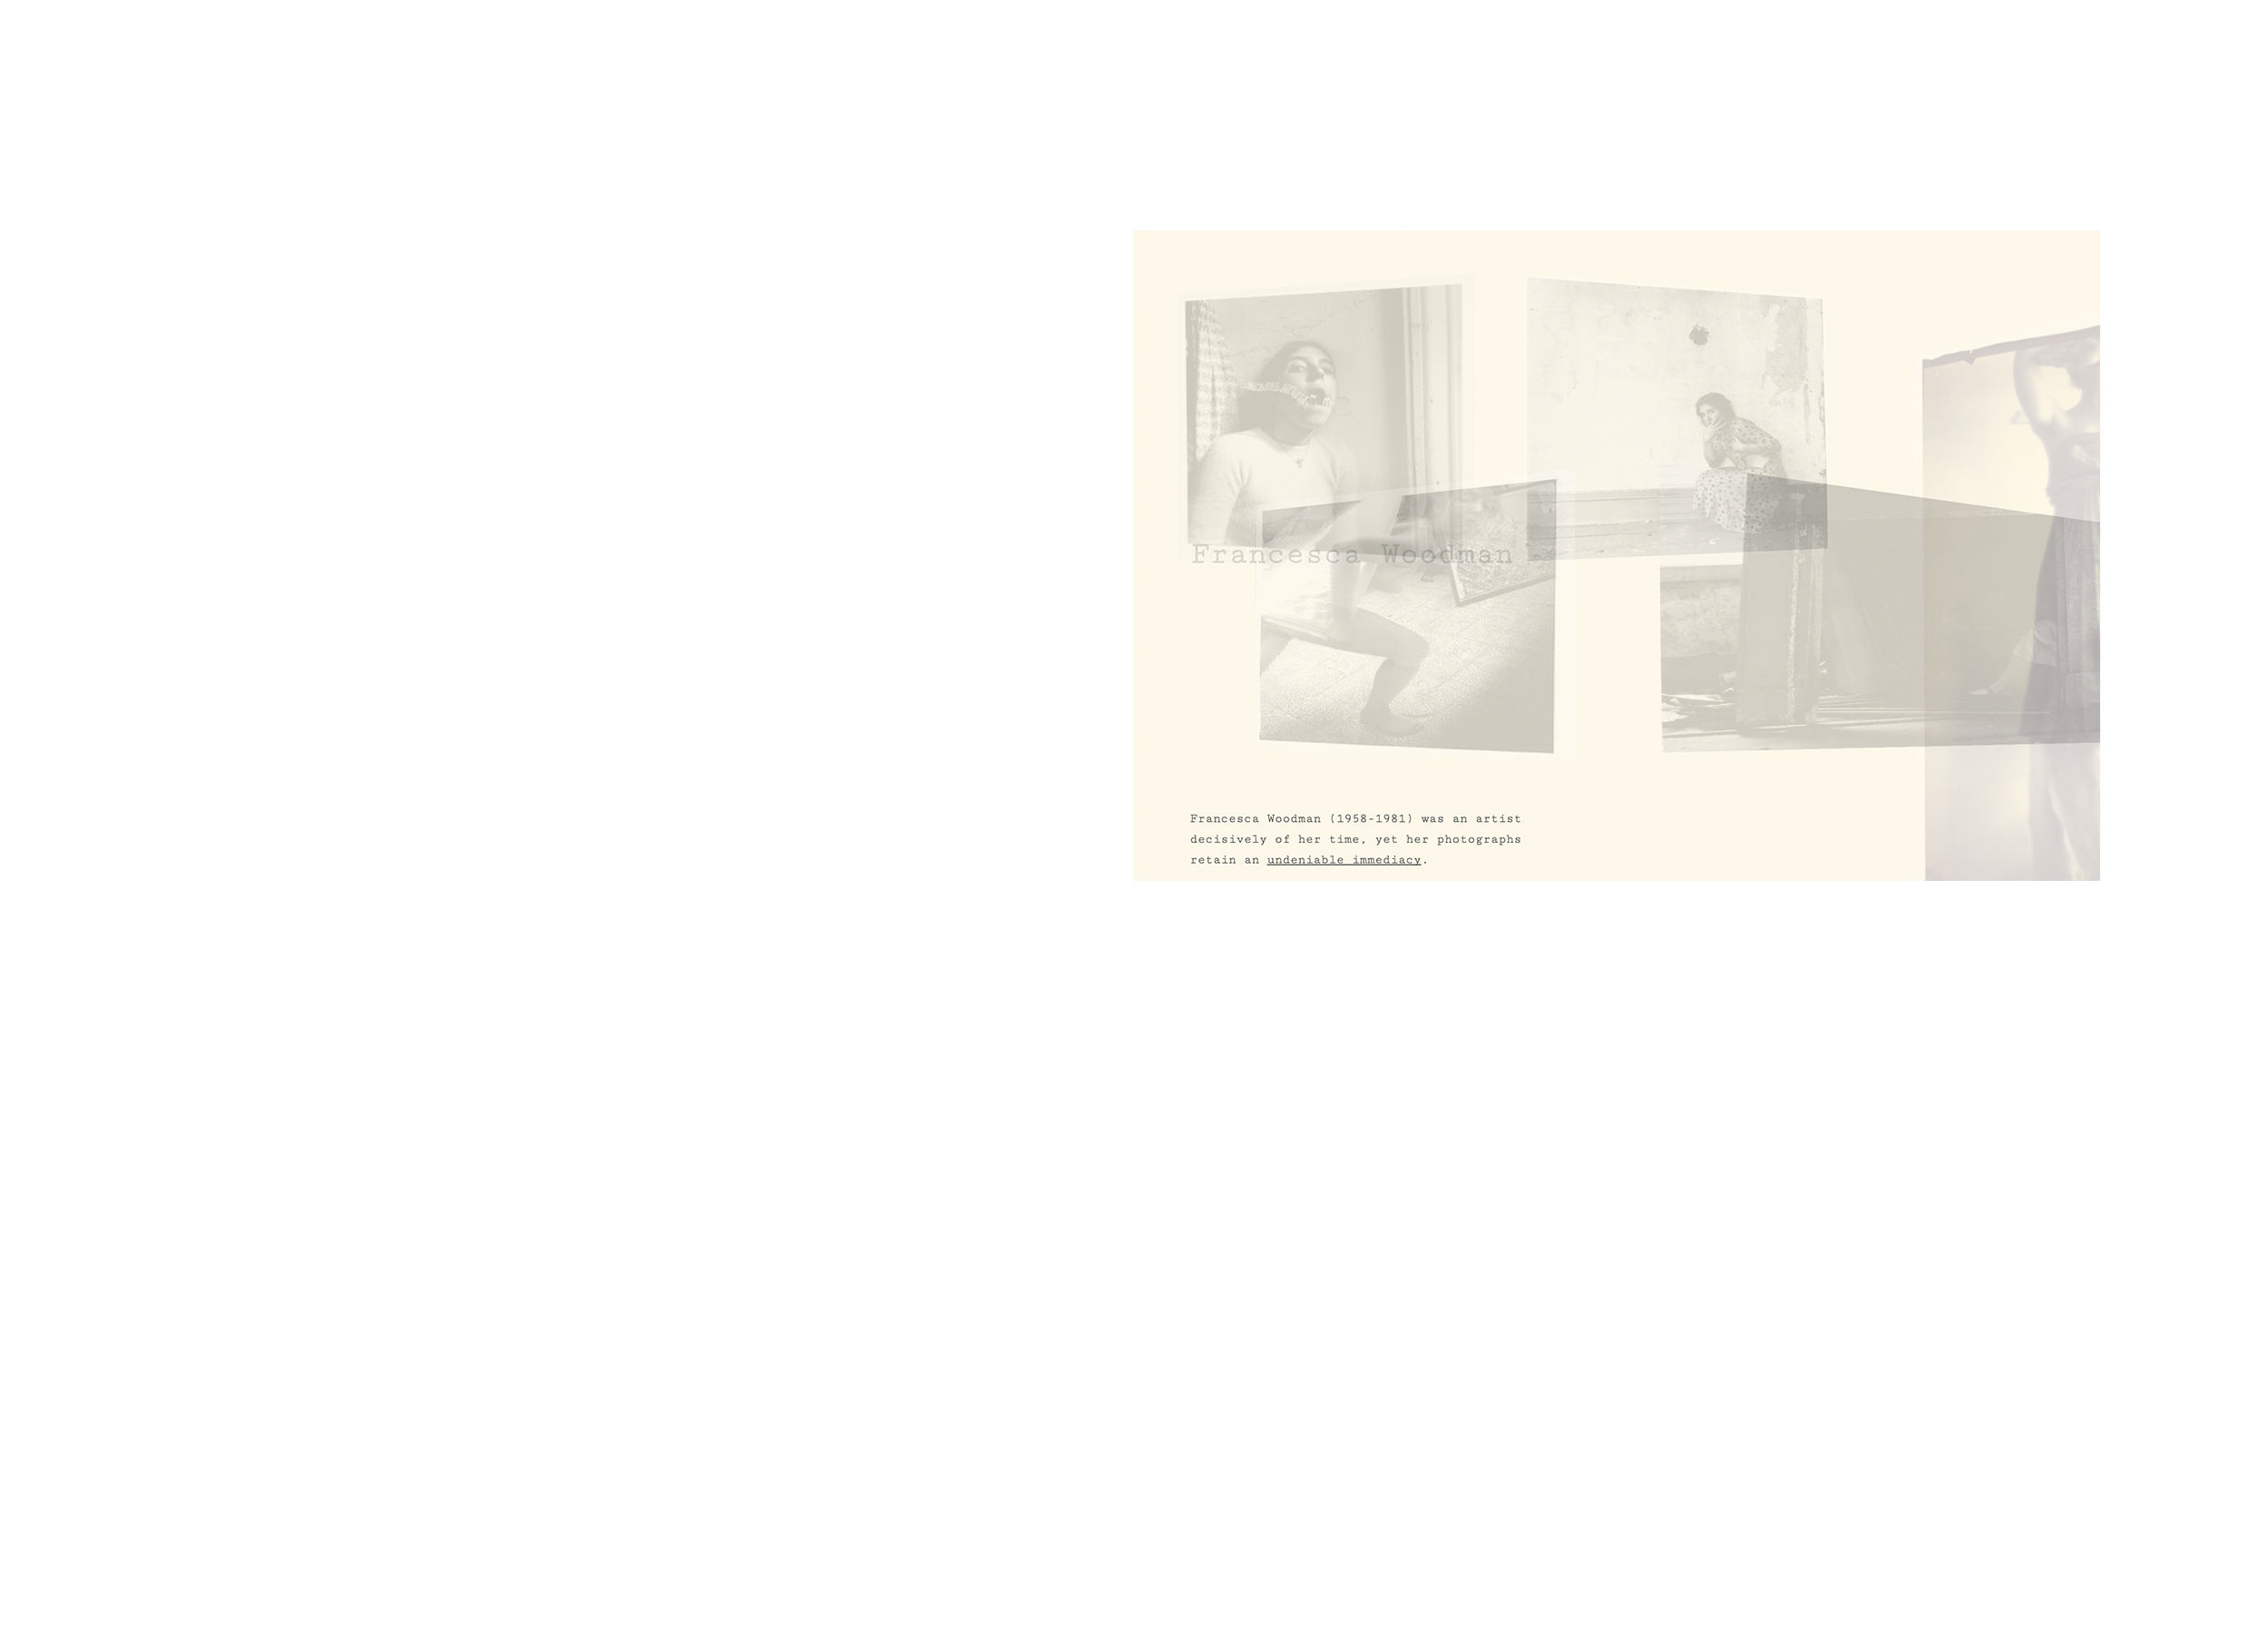 Francesca Woodman
Francesca Woodman (1958-1981) was an artist
decisively of her time, yet her photographs
retain an undeniable immediacy.